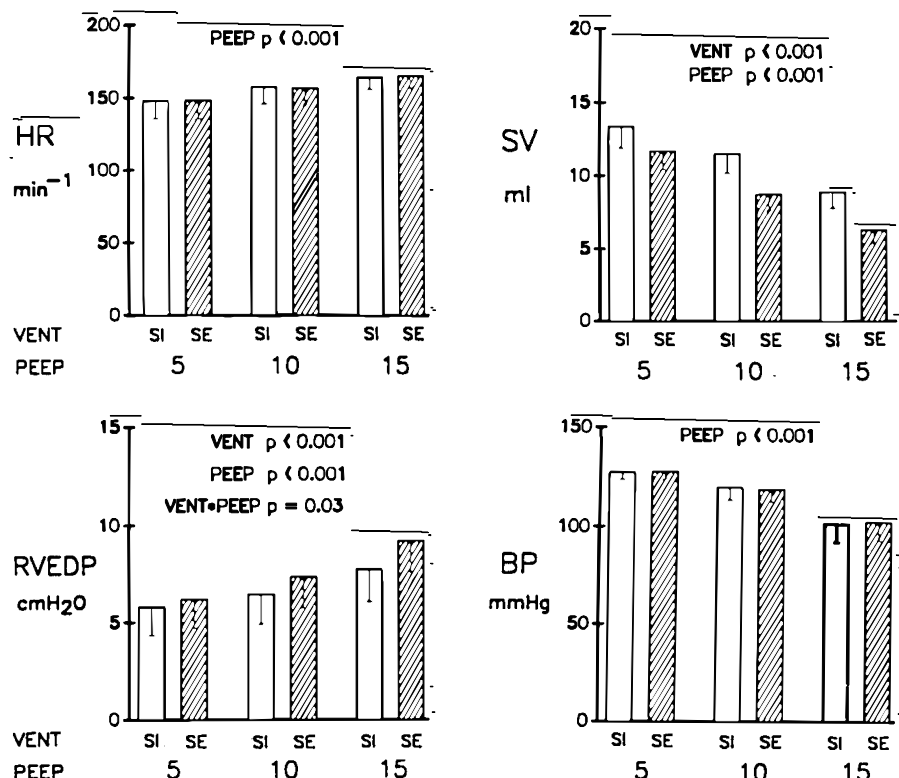 200
PEEP p < 0.001
150
HR
min⁻¹
100
50
0
VENT SI SE SI SE SI SE
PEEP 5 10 15
20
VENT p < 0.001
PEEP p < 0.001
15
SV
ml
10
5
0
SI SE SI SE SI SE
5 10 15
15
VENT p < 0.001
PEEP p < 0.001
VENT•PEEP p = 0.03
10
RVEDP
cmH₂O
5
0
VENT SI SE SI SE SI SE
PEEP 5 10 15
150
PEEP p < 0.001
100
BP
mmHg
50
0
SI SE SI SE SI SE
5 10 15